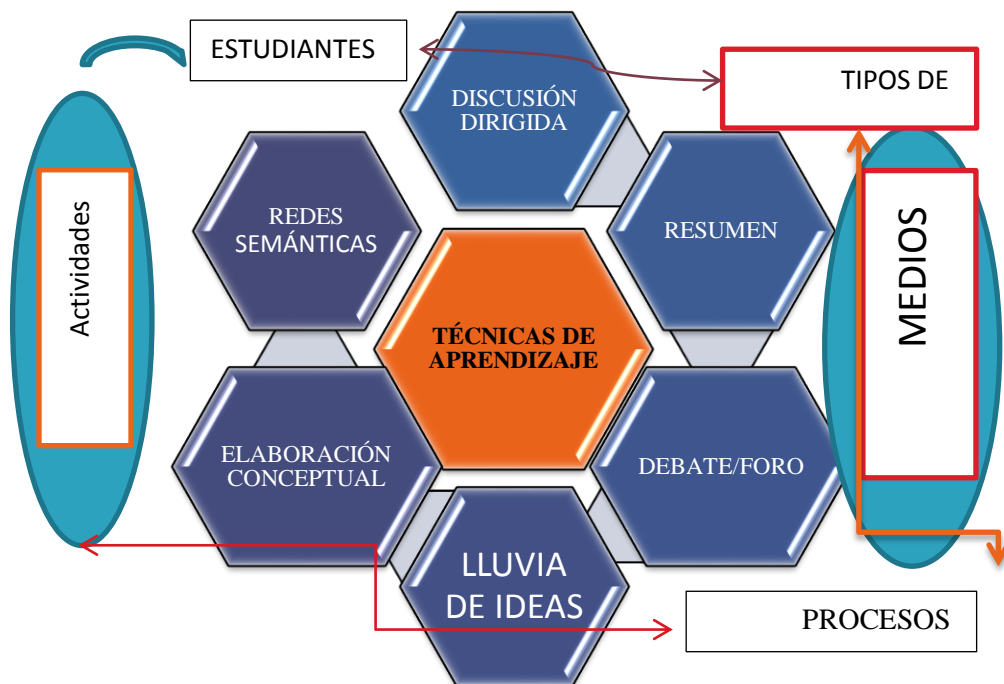 ESTUDIANTES
TIPOS DE
DISCUSIÓN
DIRIGIDA
REDES
SEMÁNTICAS
RESUMEN
Actividades
MEDIOS
TÉCNICAS DE
APRENDIZAJE
ELABORACIÓN
CONCEPTUAL
DEBATE/FORO
LLUVIA
DE IDEAS
PROCESOS